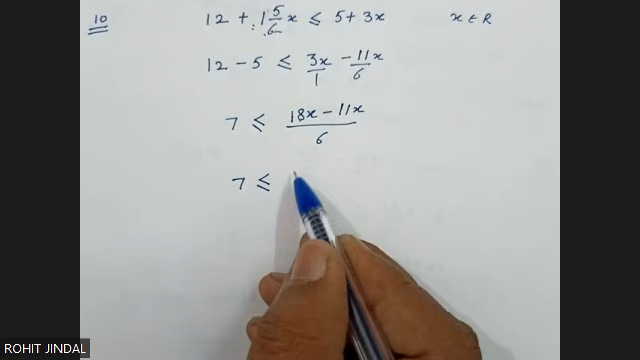 10 12 + 1 5/6 x ≤ 5 + 3x x ∈ R
12 - 5 ≤ 3x/1 - 11x/6
7 ≤ 18x - 11x / 6
7 ≤
ROHIT JINDAL